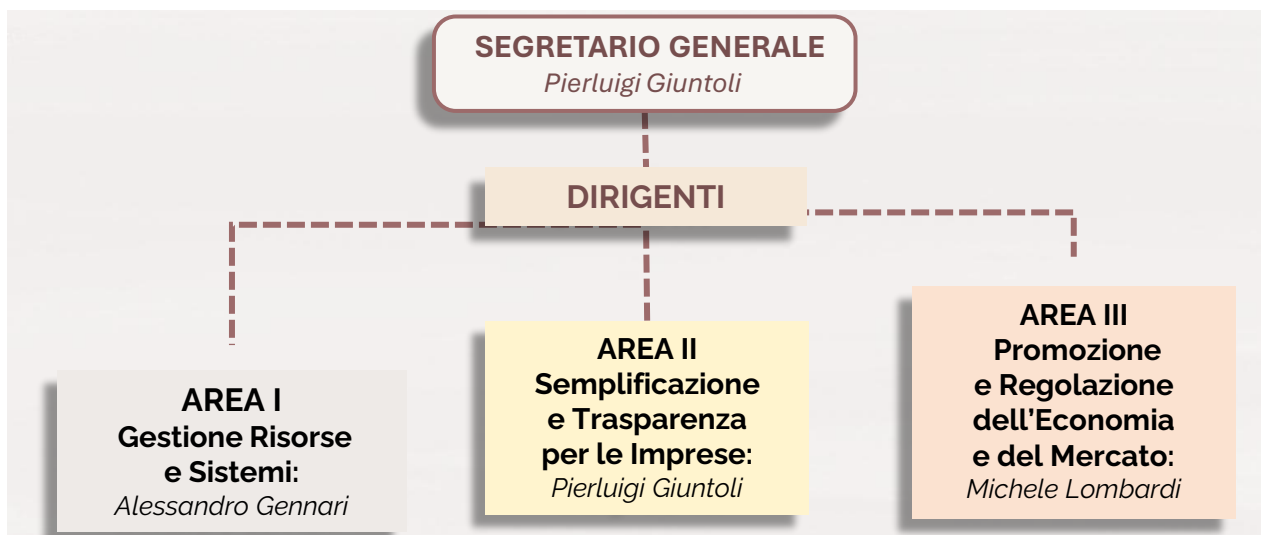 SEGRETARIO GENERALE
Pierluigi Giuntoli
DIRIGENTI
AREA I
Gestione Risorse
e Sistemi:
Alessandro Gennari
AREA II
Semplificazione
e Trasparenza
per le Imprese:
Pierluigi Giuntoli
AREA III
Promozione
e Regolazione
dell’Economia
e del Mercato:
Michele Lombardi